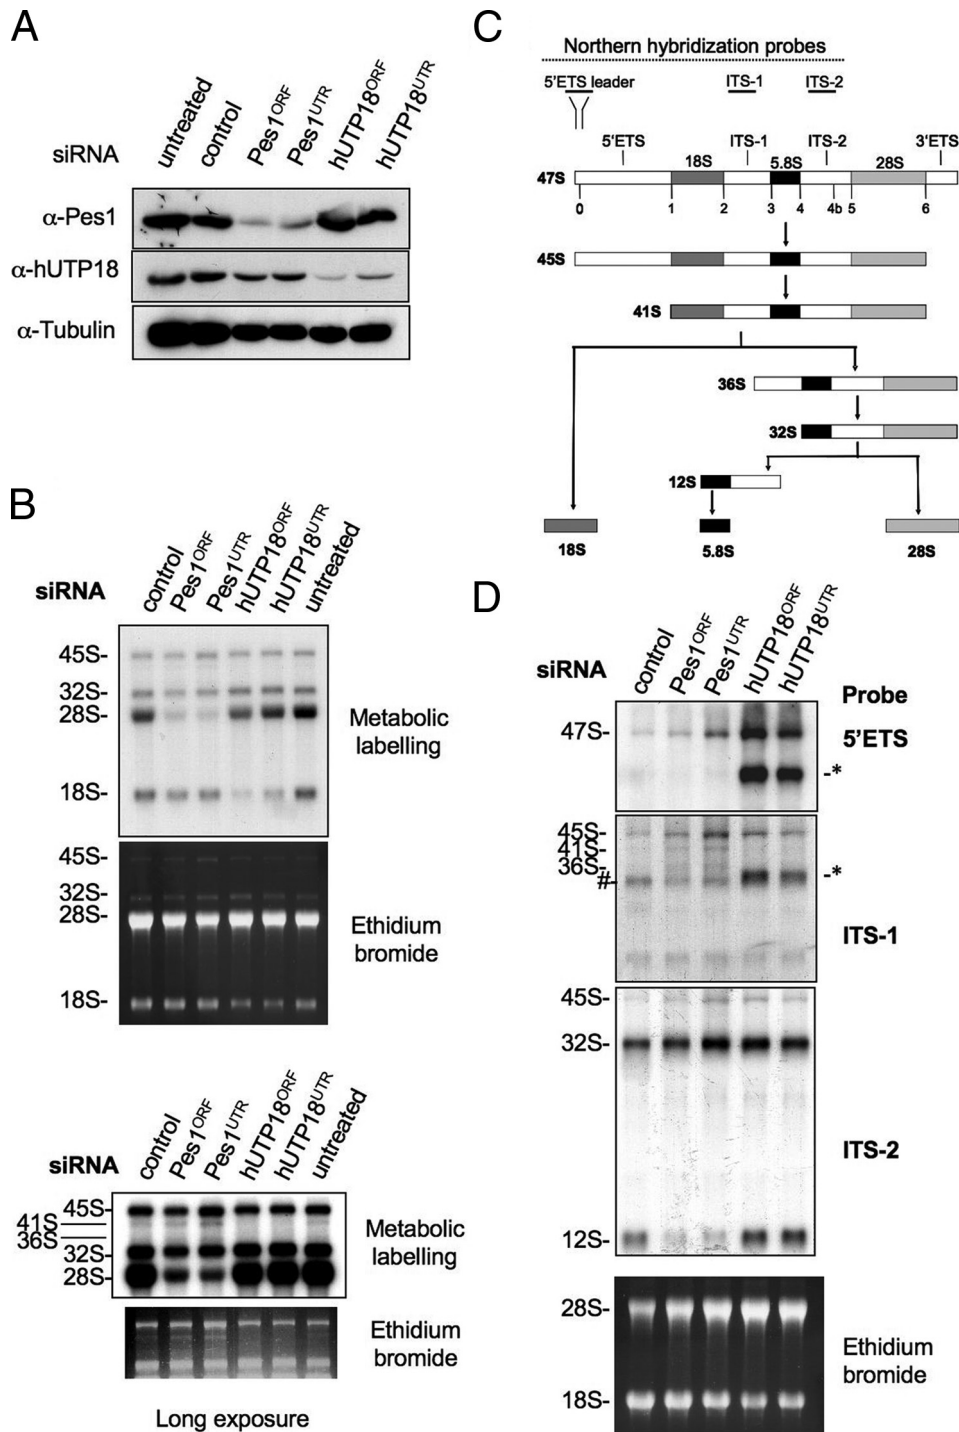 A
siRNA
untreated
control
Pes1ORF
Pes1UTR
hUTP18ORF
hUTP18UTR
α-Pes1
α-hUTP18
α-Tubulin
B
siRNA
control
Pes1ORF
Pes1UTR
hUTP18ORF
hUTP18UTR
untreated
45S-
32S-
28S-
18S-
Metabolic
labelling
45S-
32S-
28S-
18S-
Ethidium
bromide
siRNA
control
Pes1ORF
Pes1UTR
hUTP18ORF
hUTP18UTR
untreated
45S-
41S
36S
32S-
28S-
Metabolic
labelling
Ethidium
bromide
Long exposure
C
Northern hybridization probes
5'ETS leader ITS-1 ITS-2
5'ETS 18S ITS-1 5.8S ITS-2 28S 3'ETS
47S
0 1 2 3 4 4b 5 6
45S
41S
36S
32S
12S
18S 5.8S 28S
D
siRNA
control
Pes1ORF
Pes1UTR
hUTP18ORF
hUTP18UTR
Probe
47S-
5'ETS
-*
45S-
41S-
36S-
#-
-*
ITS-1
45S-
32S-
ITS-2
12S-
28S-
18S-
Ethidium
bromide